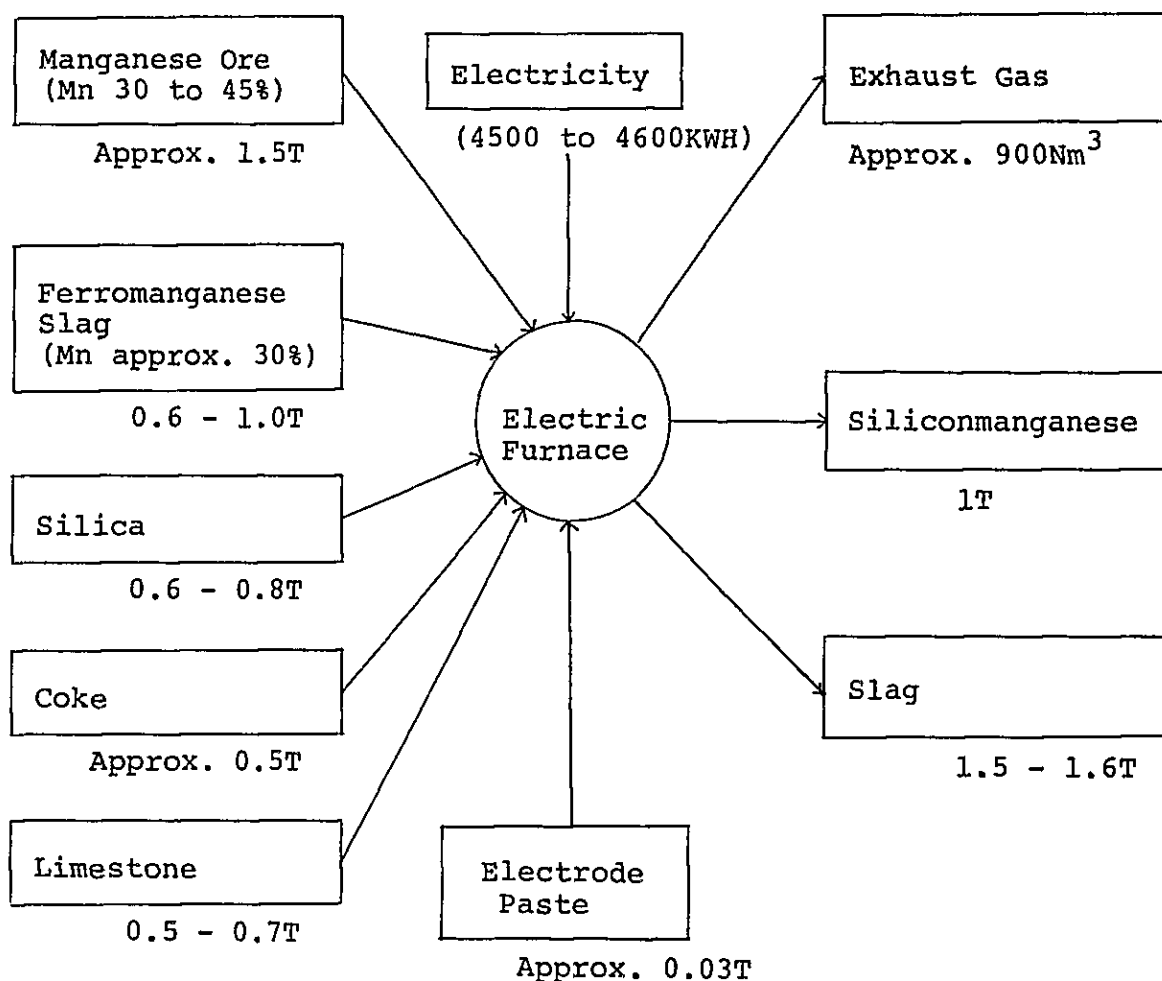 Manganese Ore
(Mn 30 to 45%)
Approx. 1.5T
Electricity
(4500 to 4600KWH)
Exhaust Gas
Approx. 900Nm³
Ferromanganese
Slag
(Mn approx. 30%)
0.6 - 1.0T
Electric
Furnace
Siliconmanganese
1T
Silica
0.6 - 0.8T
Coke
Approx. 0.5T
Slag
1.5 - 1.6T
Limestone
0.5 - 0.7T
Electrode
Paste
Approx. 0.03T